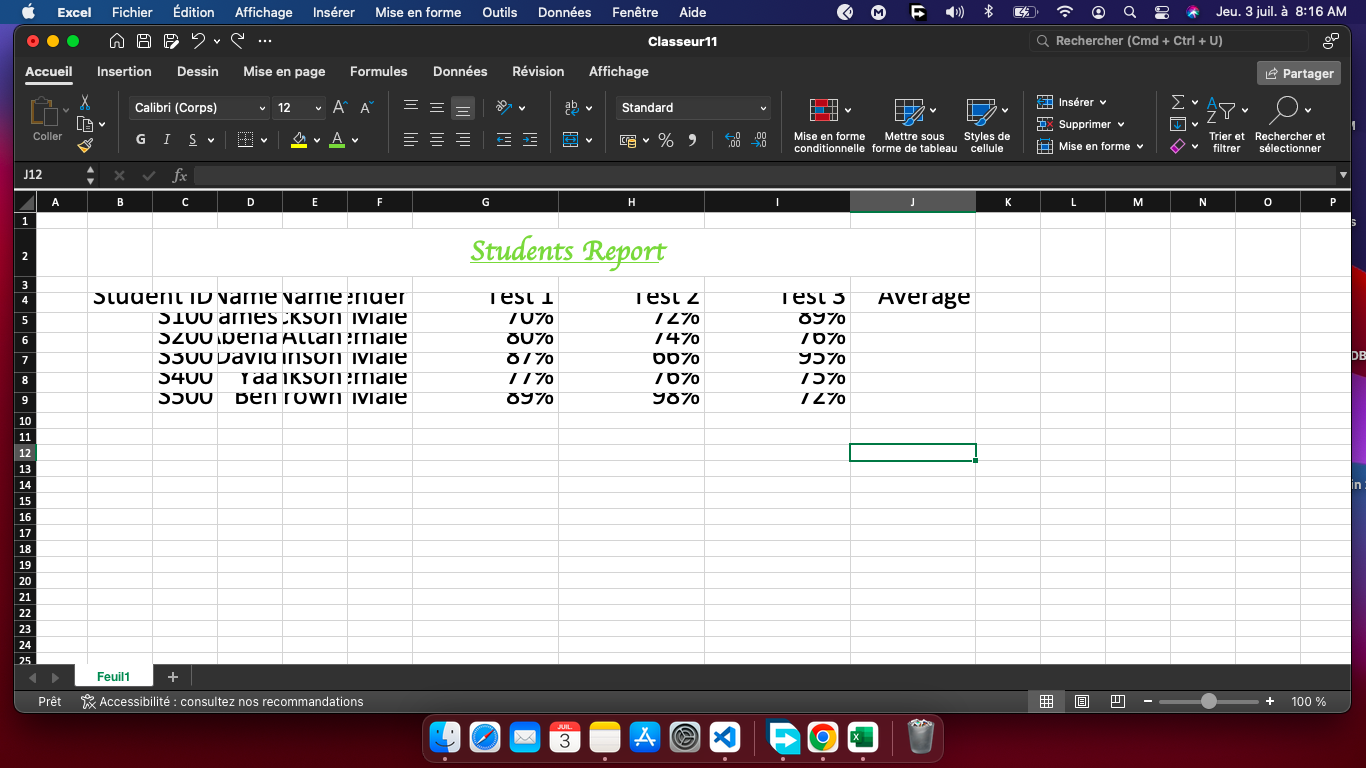 Excel Fichier Édition Affichage Insérer Mise en forme Outils Données Fenêtre Aide Jeu. 3 juil. à 8:16 AM
Classeur11
Rechercher (Cmd + Ctrl + U)
Accueil Insertion Dessin Mise en page Formules Données Révision Affichage Partager
Coller
Calibri (Corps) 12
G I S
Standard
Mise en forme conditionnelle
Mettre sous forme de tableau
Styles de cellule
Insérer
Supprimer
Mise en forme
Trier et filtrer
Rechercher et sélectionner
J12 fx
A B C D E F G H I J K L M N O P
1
2 Students Report
3
4 Student ID Name Name ender Test 1 Test 2 Test 3 Average
5 S100 ames ckson Male 70% 72% 89%
6 S200 bena Attah emale 80% 74% 76%
7 S300 David inson Male 87% 66% 95%
8 S400 Yaa nkson emale 77% 76% 75%
9 S500 Ben rown Male 89% 98% 72%
10
11
12
13
14
15
16
17
18
19
20
21
22
23
24
25
Feuil1 +
Prêt Accessibilité : consultez nos recommandations 100 %
JUIL.
3